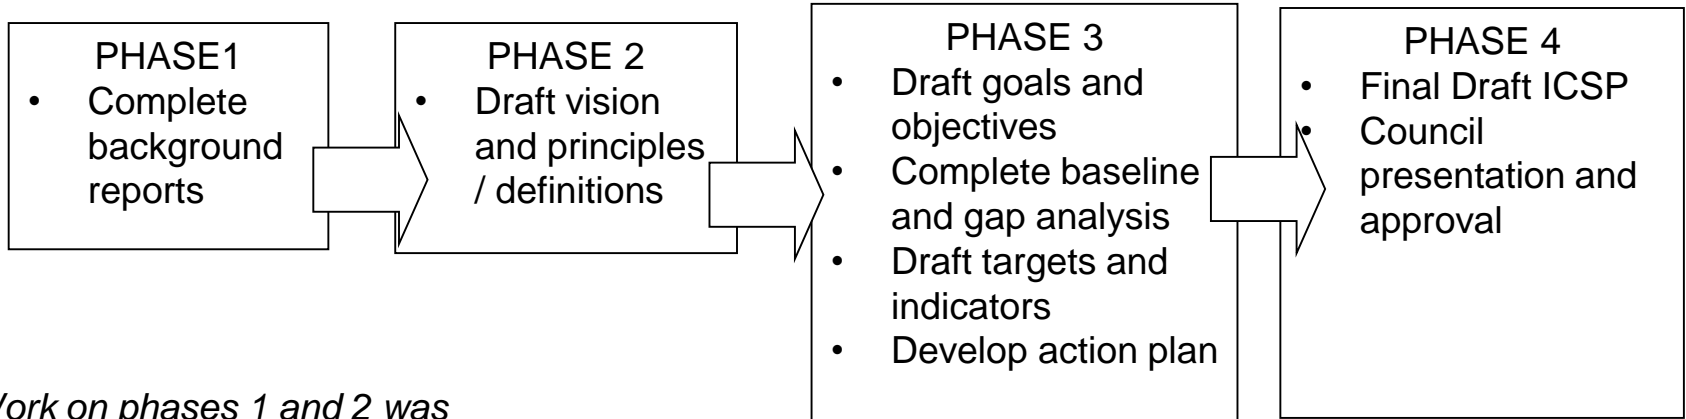 PHASE1
• Complete
background
reports
PHASE 2
• Draft vision
and principles
/ definitions
PHASE 3
• Draft goals and
objectives
• Complete baseline
and gap analysis
• Draft targets and
indicators
• Develop action plan
PHASE 4
• Final Draft ICSP
• Council
presentation and
approval
Work on phases 1 and 2 was